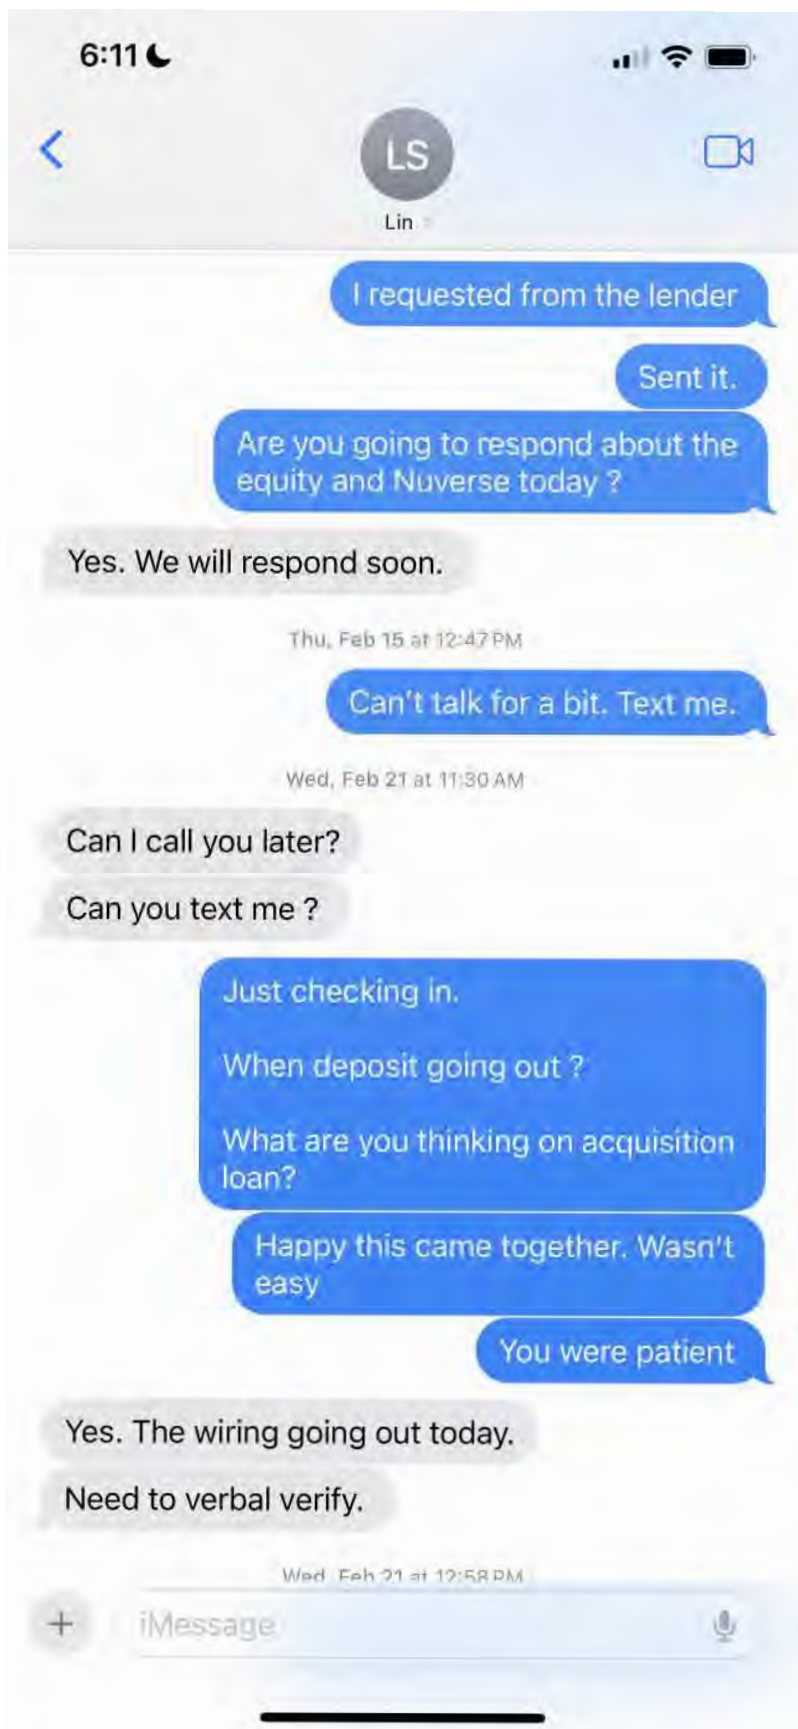 6:11
LS
Lin
I requested from the lender
Sent it.
Are you going to respond about the
equity and Nuverse today ?
Yes. We will respond soon.
Thu, Feb 15 at 12:47 PM
Can't talk for a bit. Text me.
Wed, Feb 21 at 11:30 AM
Can I call you later?
Can you text me ?
Just checking in.
When deposit going out ?
What are you thinking on acquisition
loan?
Happy this came together. Wasn't
easy
You were patient
Yes. The wiring going out today.
Need to verbal verify.
Wed, Feb 21 at 12:58 PM
iMessage